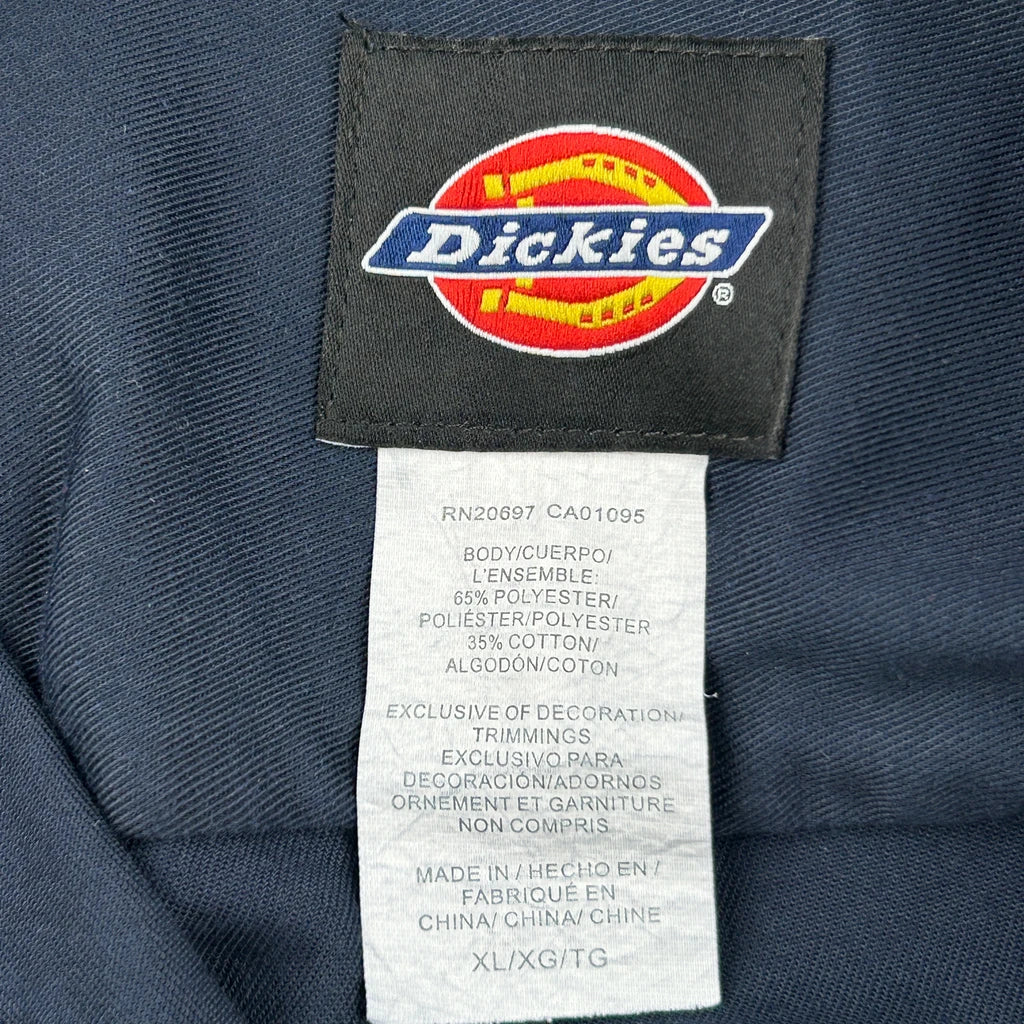 Dickies
®
RN20697 CA01095
BODY/CUERPO/
L'ENSEMBLE:
65% POLYESTER/
POLIÉSTER/POLYESTER
35% COTTON/
ALGODÓN/COTON
EXCLUSIVE OF DECORATION/
TRIMMINGS
EXCLUSIVO PARA
DECORACIÓN/ADORNOS
ORNEMENT ET GARNITURE
NON COMPRIS
MADE IN / HECHO EN /
FABRIQUÉ EN
CHINA/ CHINA/ CHINE
XL/XG/TG